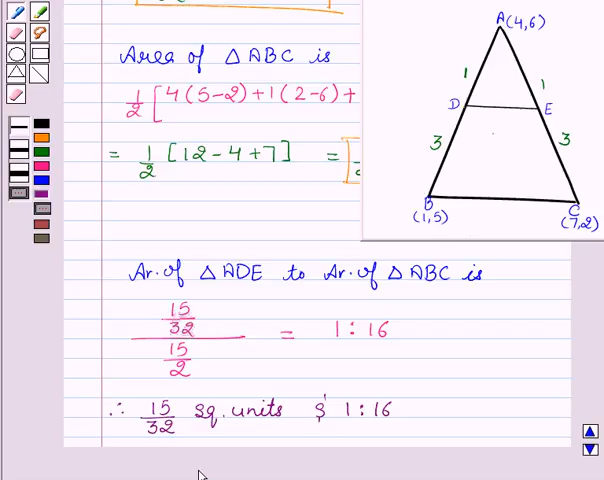 Area of △ ABC is
1/2 [4(5-2)+1(2-6)+
= 1/2 [12-4+7] =
Ar. of △ ADE to Ar. of △ ABC is
15/32 / 15/2 = 1:16
∴ 15/32 sq. units & 1:16
A(4,6)
1 1
D E
3 3
B C
(1,5) (7,2)